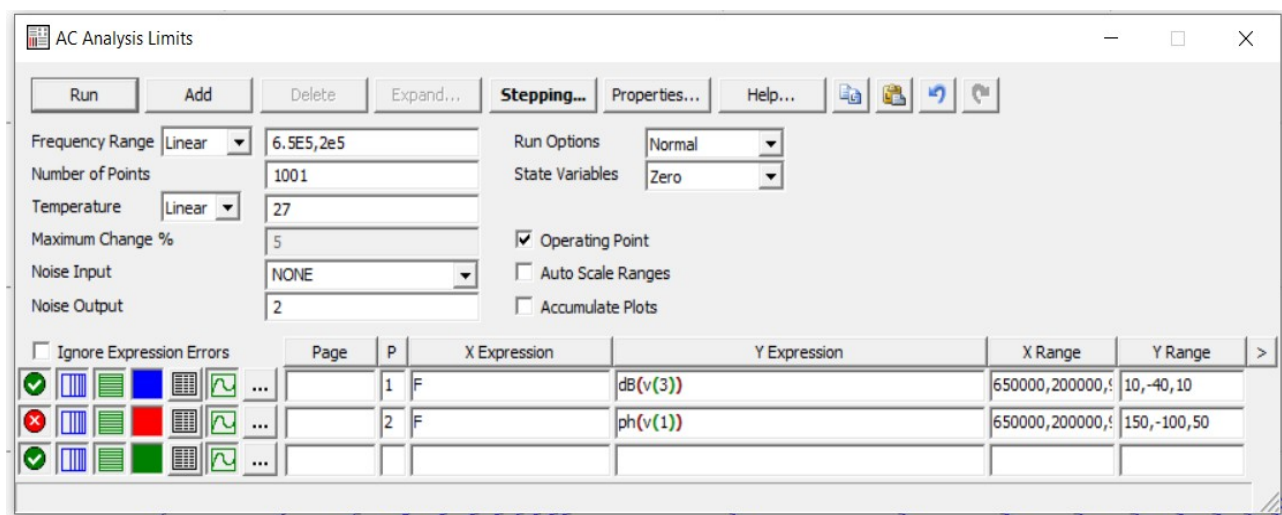 AC Analysis Limits
Run Add Delete Expand... Stepping... Properties... Help...
Frequency Range Linear 6.5E5,2e5 Run Options Normal
Number of Points 1001 State Variables Zero
Temperature Linear 27
Maximum Change % 5 Operating Point
Noise Input NONE Auto Scale Ranges
Noise Output 2 Accumulate Plots
Ignore Expression Errors Page P X Expression Y Expression X Range Y Range >
... 1 F dB(v(3)) 650000,200000,9 10,-40,10
... 2 F ph(v(1)) 650000,200000,9 150,-100,50
...